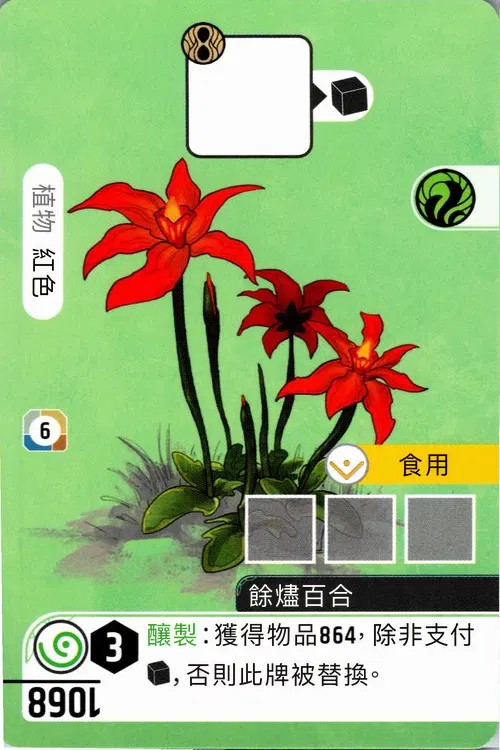 植物 紅色
6
食用
餘燼百合
3
釀製：獲得物品864，除非支付
，否則此牌被替換。
1068